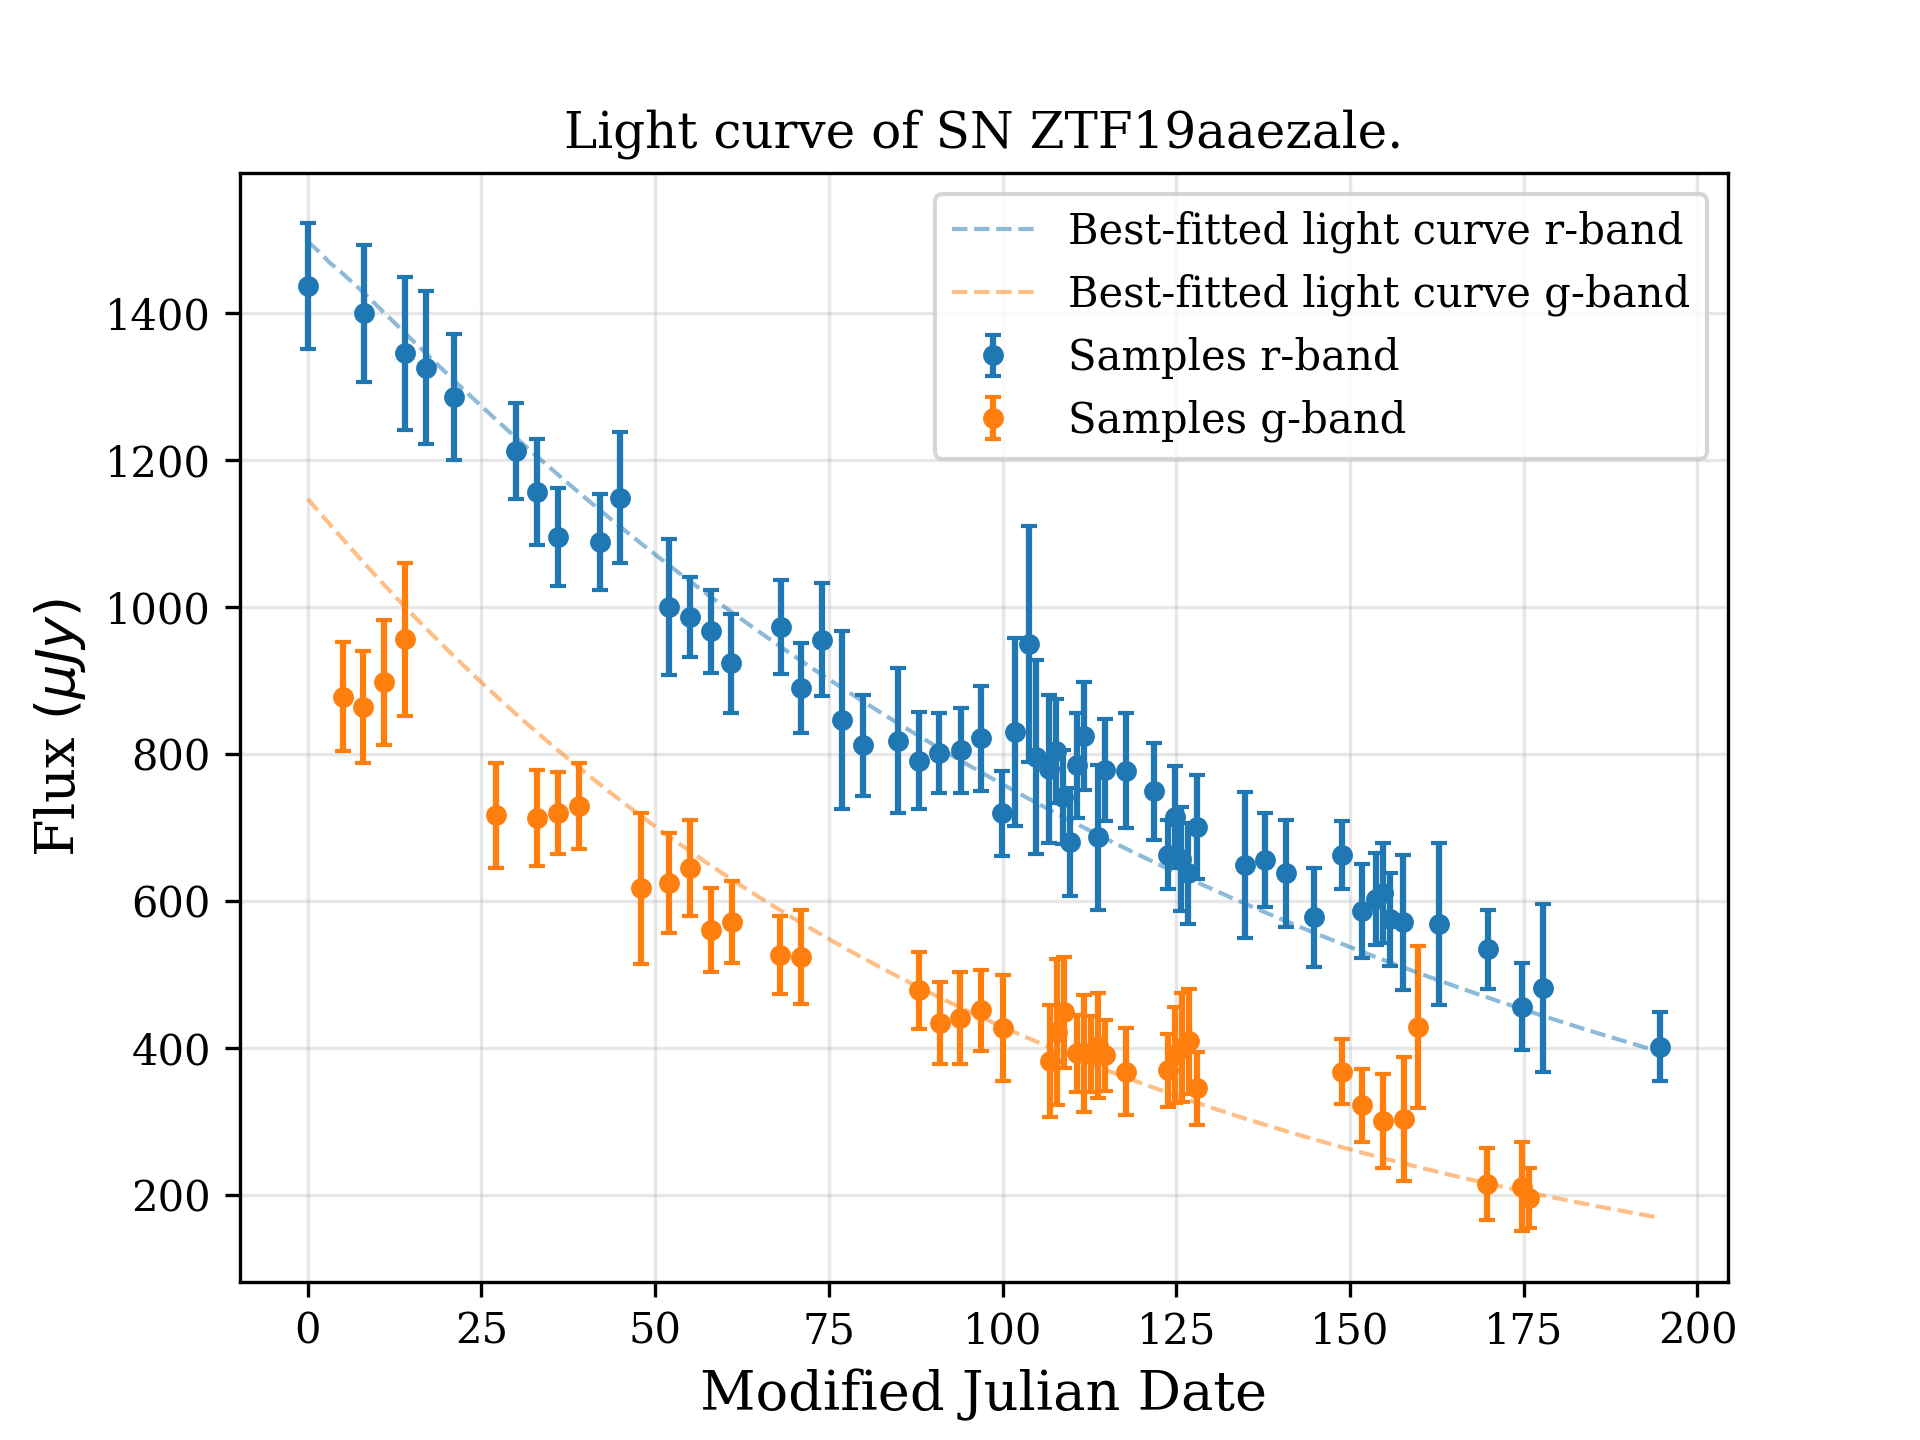 Light curve of SN ZTF19aaezale.
Best-fitted light curve r-band
Best-fitted light curve g-band
Samples r-band
Samples g-band
Flux (μJy)
1400
1200
1000
800
600
400
200
0 25 50 75 100 125 150 175 200
Modified Julian Date